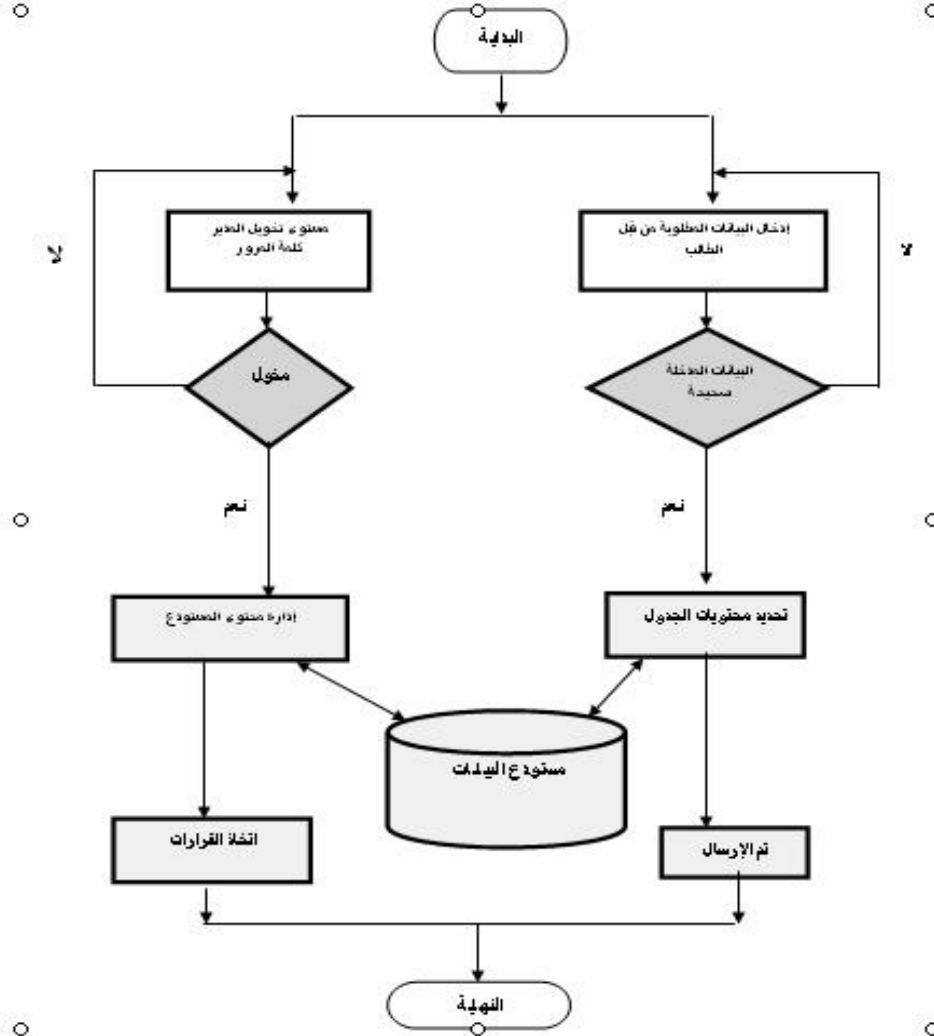 البداية
إدخال البيانات المطلوبة من قبل
الطالب
مستوى تخويل المدير
كلمة المرور
لا
كلا
البيانات المدخلة
صحيحة
مخول
نعم
نعم
تحديد محتويات الجدول
إدارة محتوى المستودع
مستودع البيانات
تم الإرسال
اتخاذ القرارات
النهاية